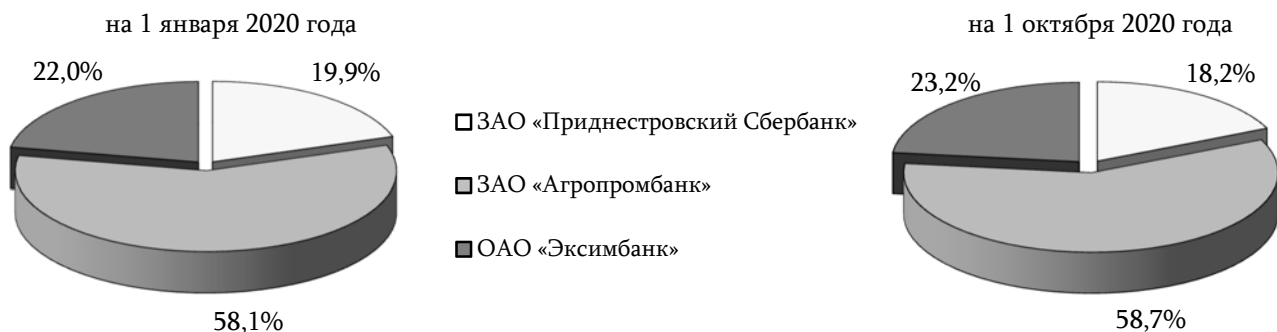 на 1 января 2020 года
22,0%
19,9%
58,1%
ЗАО «Приднестровский Сбербанк»
ЗАО «Агропромбанк»
ОАО «Эксимбанк»
на 1 октября 2020 года
23,2%
18,2%
58,7%